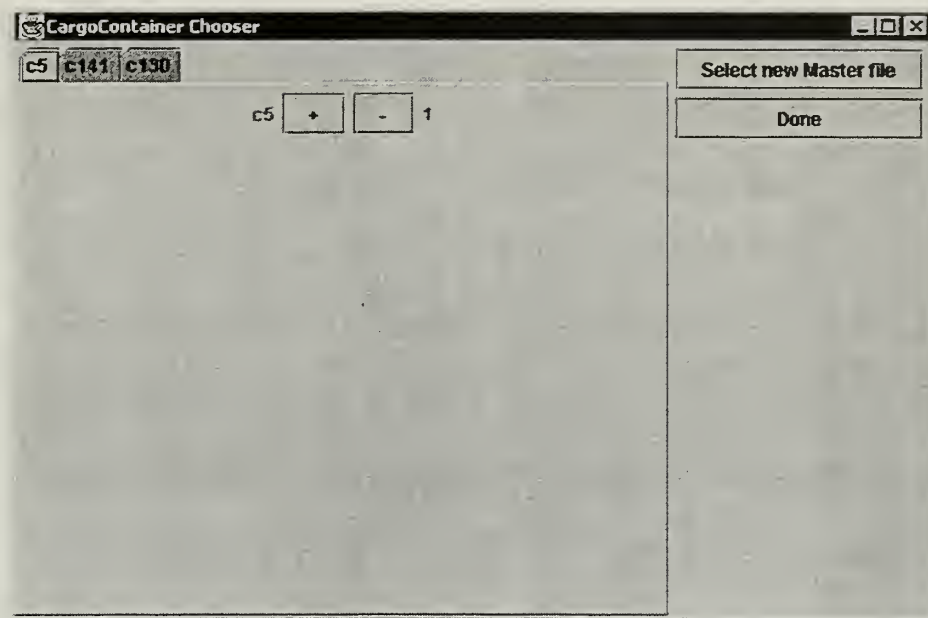 CargoContainer Chooser
c5 c141 c130
Select new Master file
Done
c5 + - 1